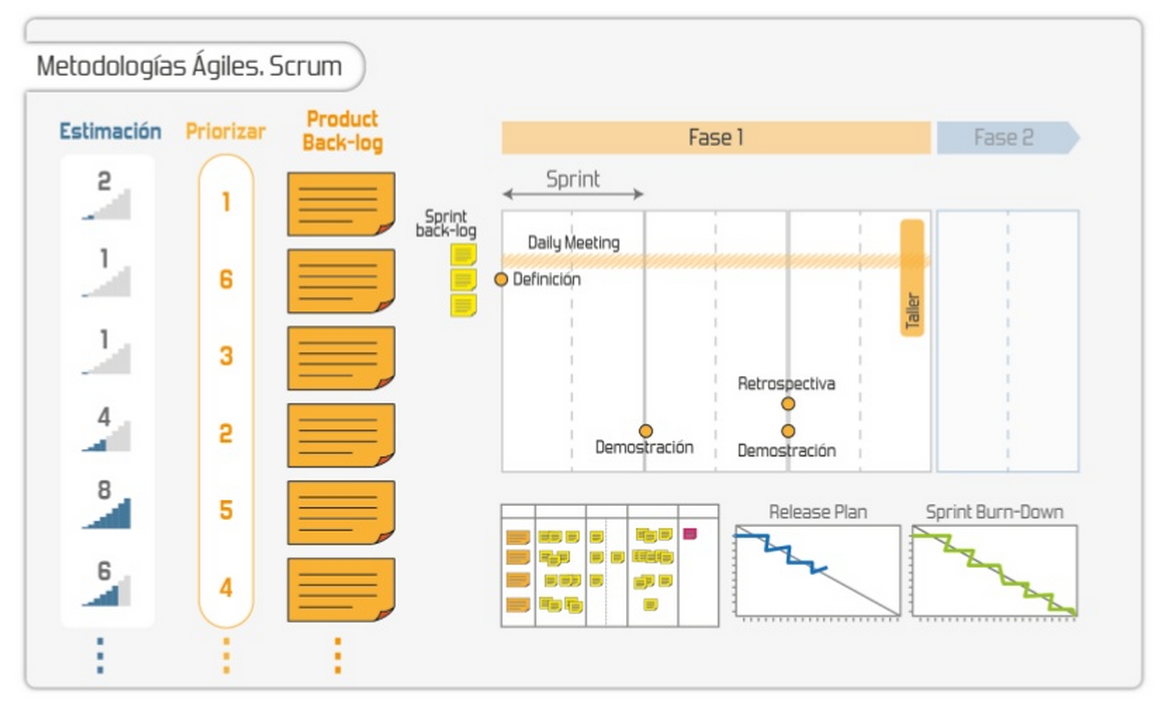 Metodologías Ágiles. Scrum
Estimación
Priorizar
Product
Back-log
2
1
1
6
1
3
4
2
8
5
6
4
Fase 1
Fase 2
Sprint
Sprint
back-log
Daily Meeting
Definición
Taller
Retrospectiva
Demostración
Demostración
Release Plan
Sprint Burn-Down